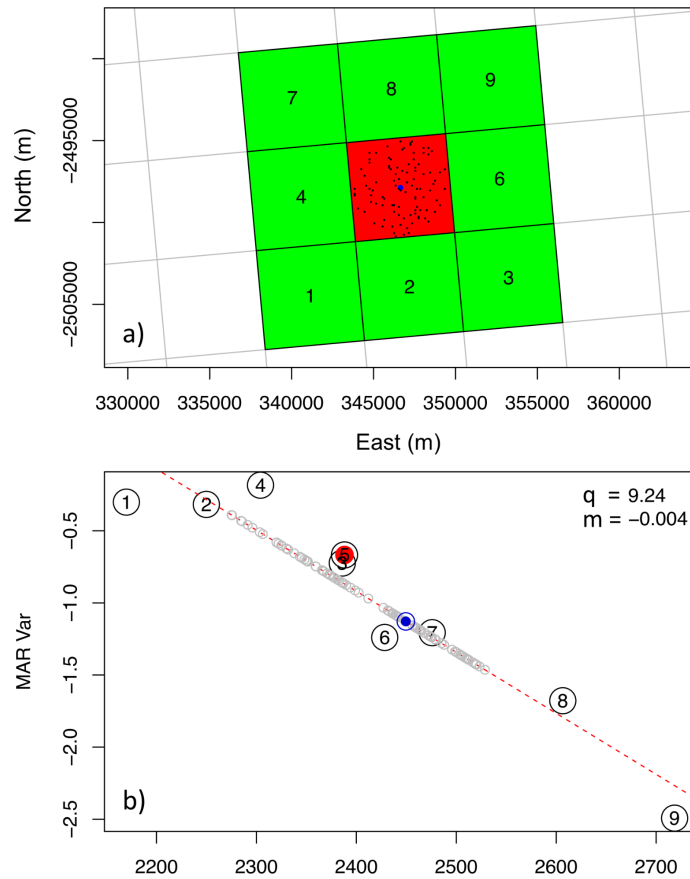 7 8 9
4 6
1 2 3
a)
North (m)
−2495000
−2505000
330000 335000 340000 345000 350000 355000 360000
East (m)
q = 9.24
m = −0.004
1 2 4
5
3
6 7
8
9
b)
MAR Var
−0.5
−1.0
−1.5
−2.0
−2.5
2200 2300 2400 2500 2600 2700